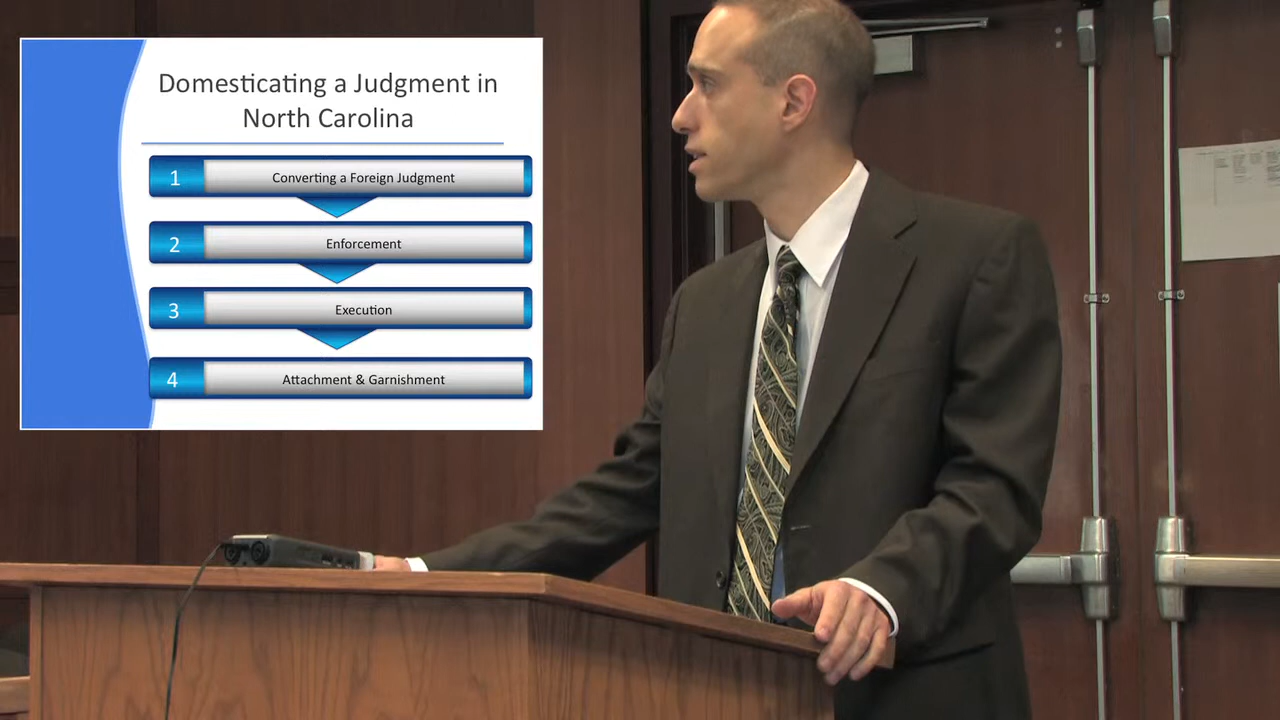 Domesticating a Judgment in
North Carolina
1 Converting a Foreign Judgment
2 Enforcement
3 Execution
4 Attachment & Garnishment